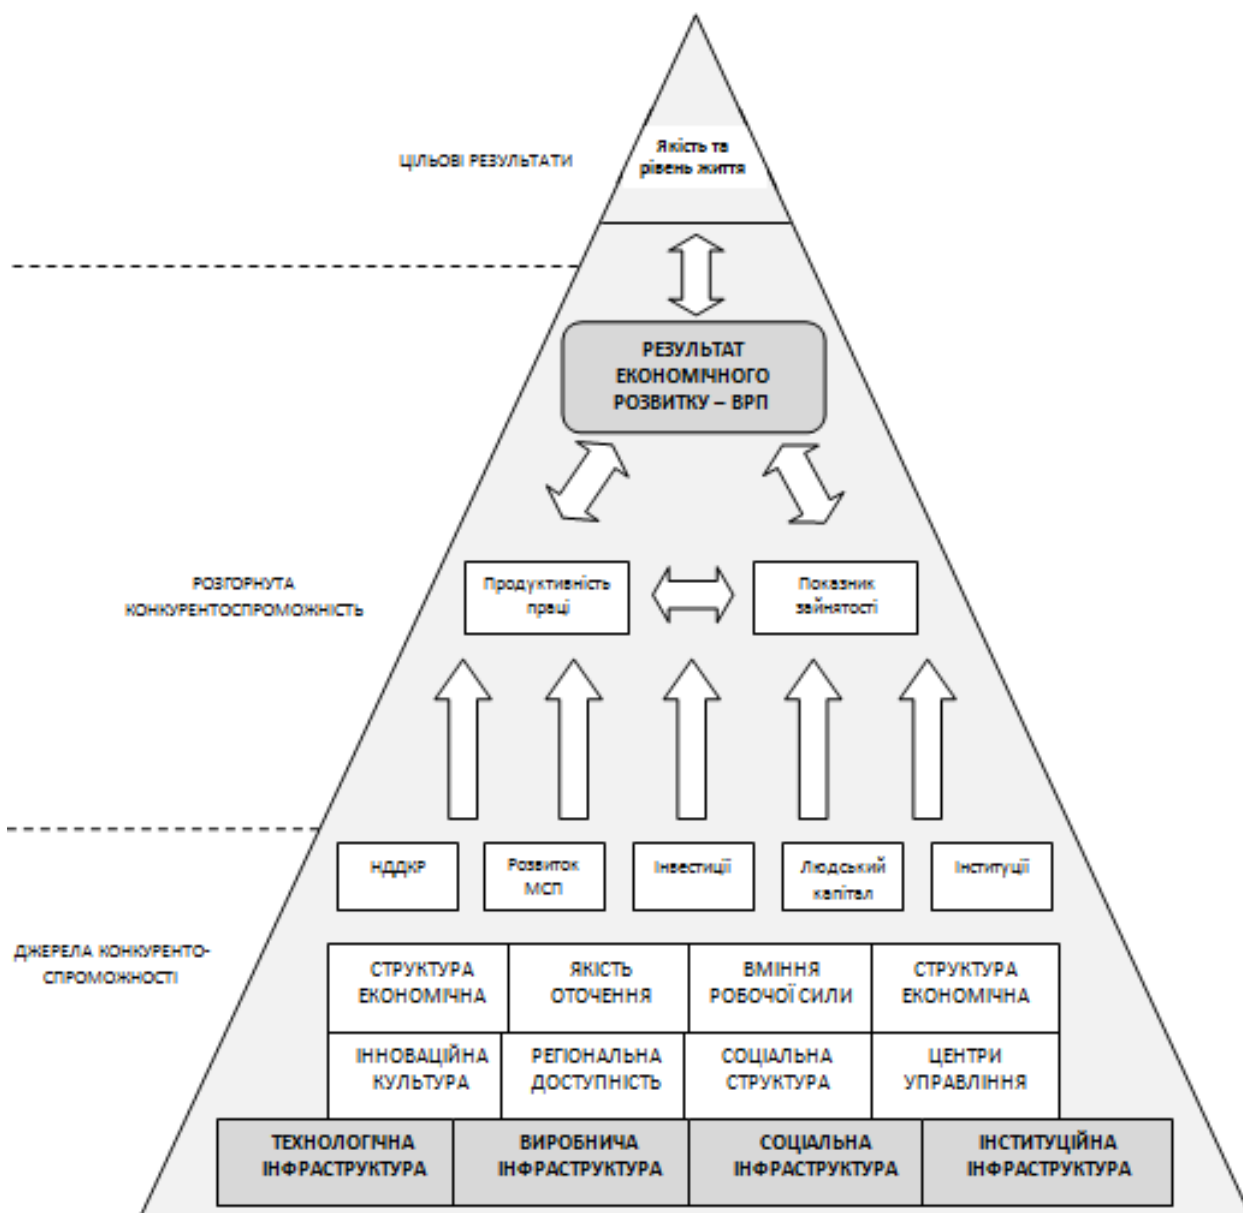 Якість та
рівень життя
ЦІЛЬОВІ РЕЗУЛЬТАТИ
РЕЗУЛЬТАТ
ЕКОНОМІЧНОГО
РОЗВИТКУ – ВРП
РОЗГОРНУТА
КОНКУРЕНТОСПРОМОЖНІСТЬ
Продуктивність
праці
Показник
зайнятості
НДДКР
Розвиток
МСП
Інвестиції
Людський
капітал
Інституції
ДЖЕРЕЛА КОНКУРЕНТО-
СПРОМОЖНОСТІ
СТРУКТУРА
ЕКОНОМІЧНА
ЯКІСТЬ
ОТОЧЕННЯ
ВМІННЯ
РОБОЧОЇ СИЛИ
СТРУКТУРА
ЕКОНОМІЧНА
ІННОВАЦІЙНА
КУЛЬТУРА
РЕГІОНАЛЬНА
ДОСТУПНІСТЬ
СОЦІАЛЬНА
СТРУКТУРА
ЦЕНТРИ
УПРАВЛІННЯ
ТЕХНОЛОГІЧНА
ІНФРАСТРУКТУРА
ВИРОБНИЧА
ІНФРАСТРУКТУРА
СОЦІАЛЬНА
ІНФРАСТРУКТУРА
ІНСТИТУЦІЙНА
ІНФРАСТРУКТУРА